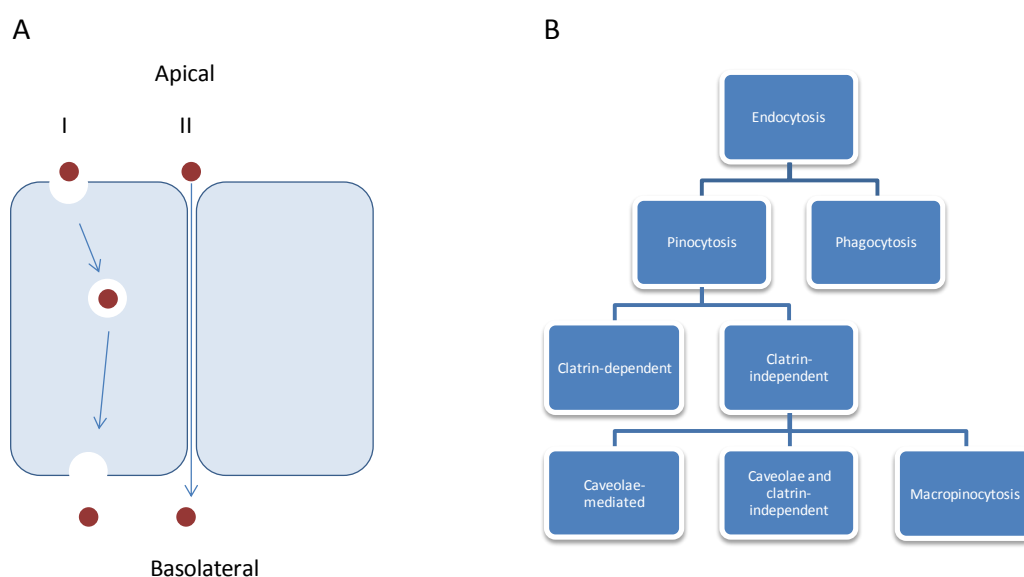 A
Apical
I
II
Basolateral
B
Endocytosis
Pinocytosis
Phagocytosis
Clatrin-dependent
Clatrin-
independent
Caveolae-
mediated
Caveolae and
clatrin-
independent
Macropinocytosis